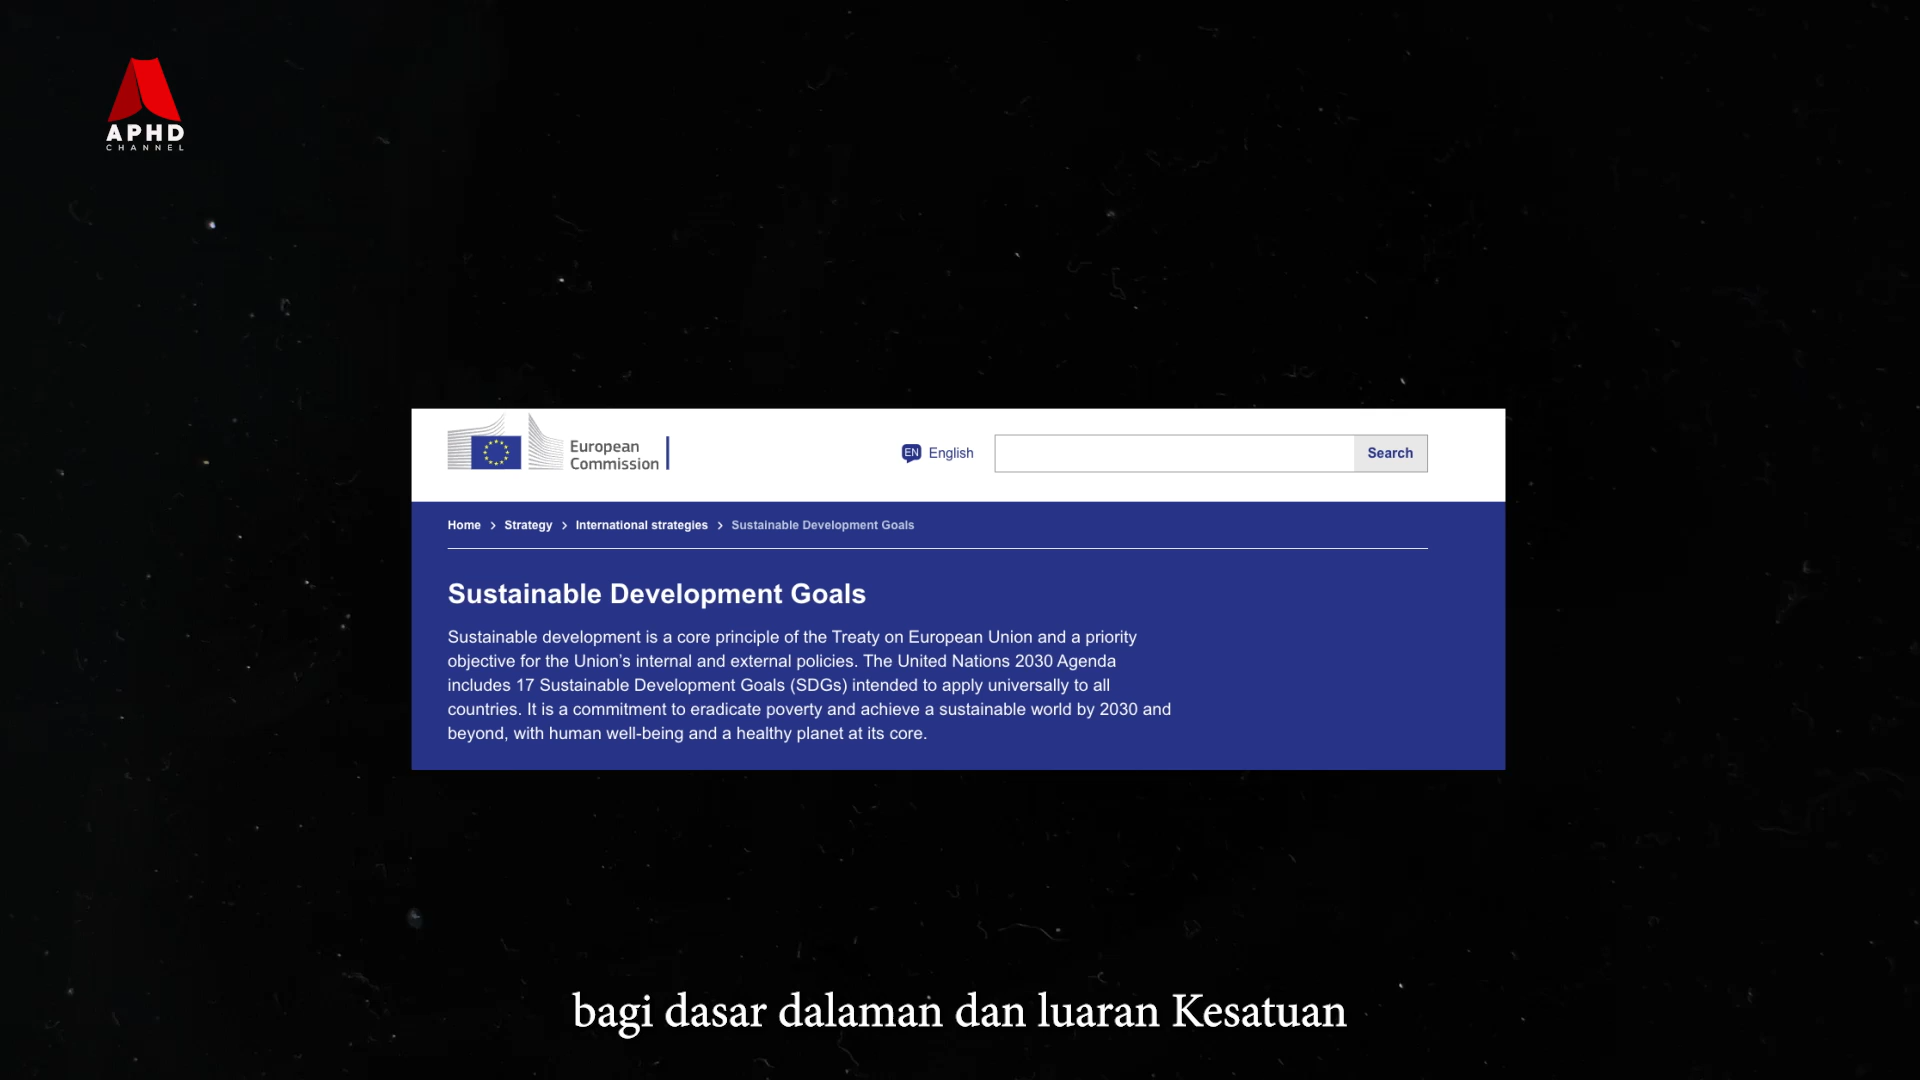 APHD
CHANNEL
European
Commission
EN English
Search
Home > Strategy > International strategies > Sustainable Development Goals
Sustainable Development Goals
Sustainable development is a core principle of the Treaty on European Union and a priority
objective for the Union’s internal and external policies. The United Nations 2030 Agenda
includes 17 Sustainable Development Goals (SDGs) intended to apply universally to all
countries. It is a commitment to eradicate poverty and achieve a sustainable world by 2030 and
beyond, with human well-being and a healthy planet at its core.
bagi dasar dalaman dan luaran Kesatuan